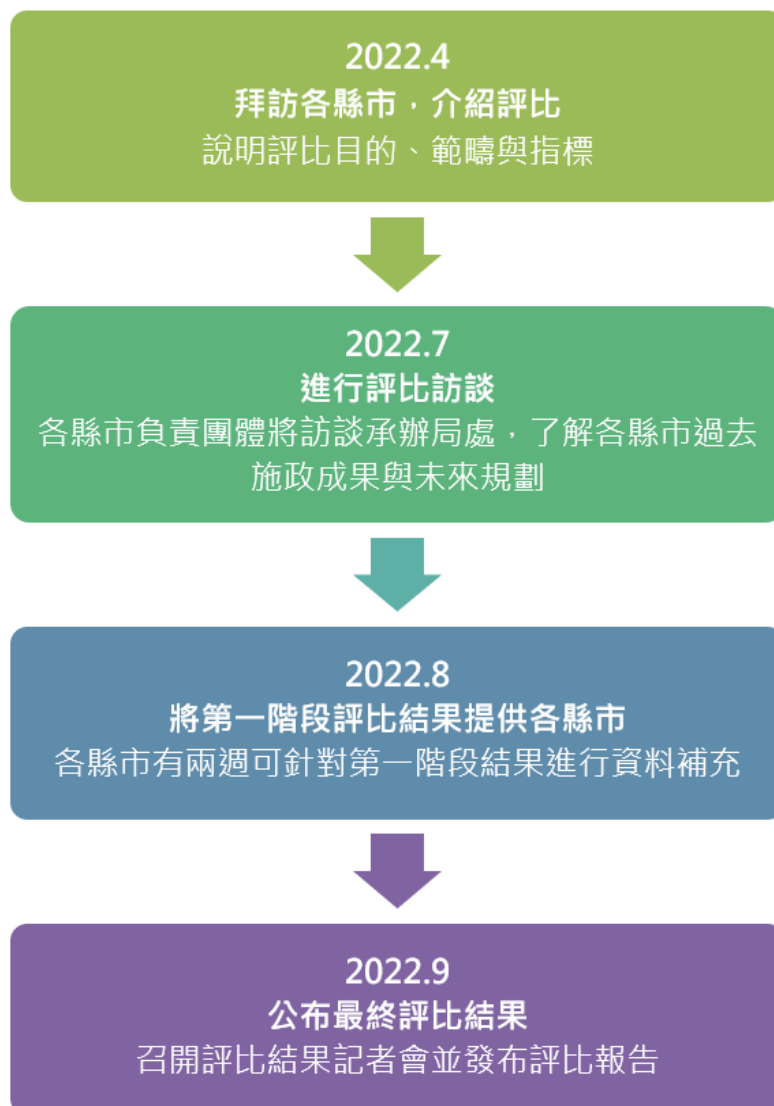 2022.4
拜訪各縣市，介紹評比
說明評比目的、範疇與指標
2022.7
進行評比訪談
各縣市負責團體將訪談承辦局處，了解各縣市過去
施政成果與未來規劃
2022.8
將第一階段評比結果提供各縣市
各縣市有兩週可針對第一階段結果進行資料補充
2022.9
公布最終評比結果
召開評比結果記者會並發布評比報告